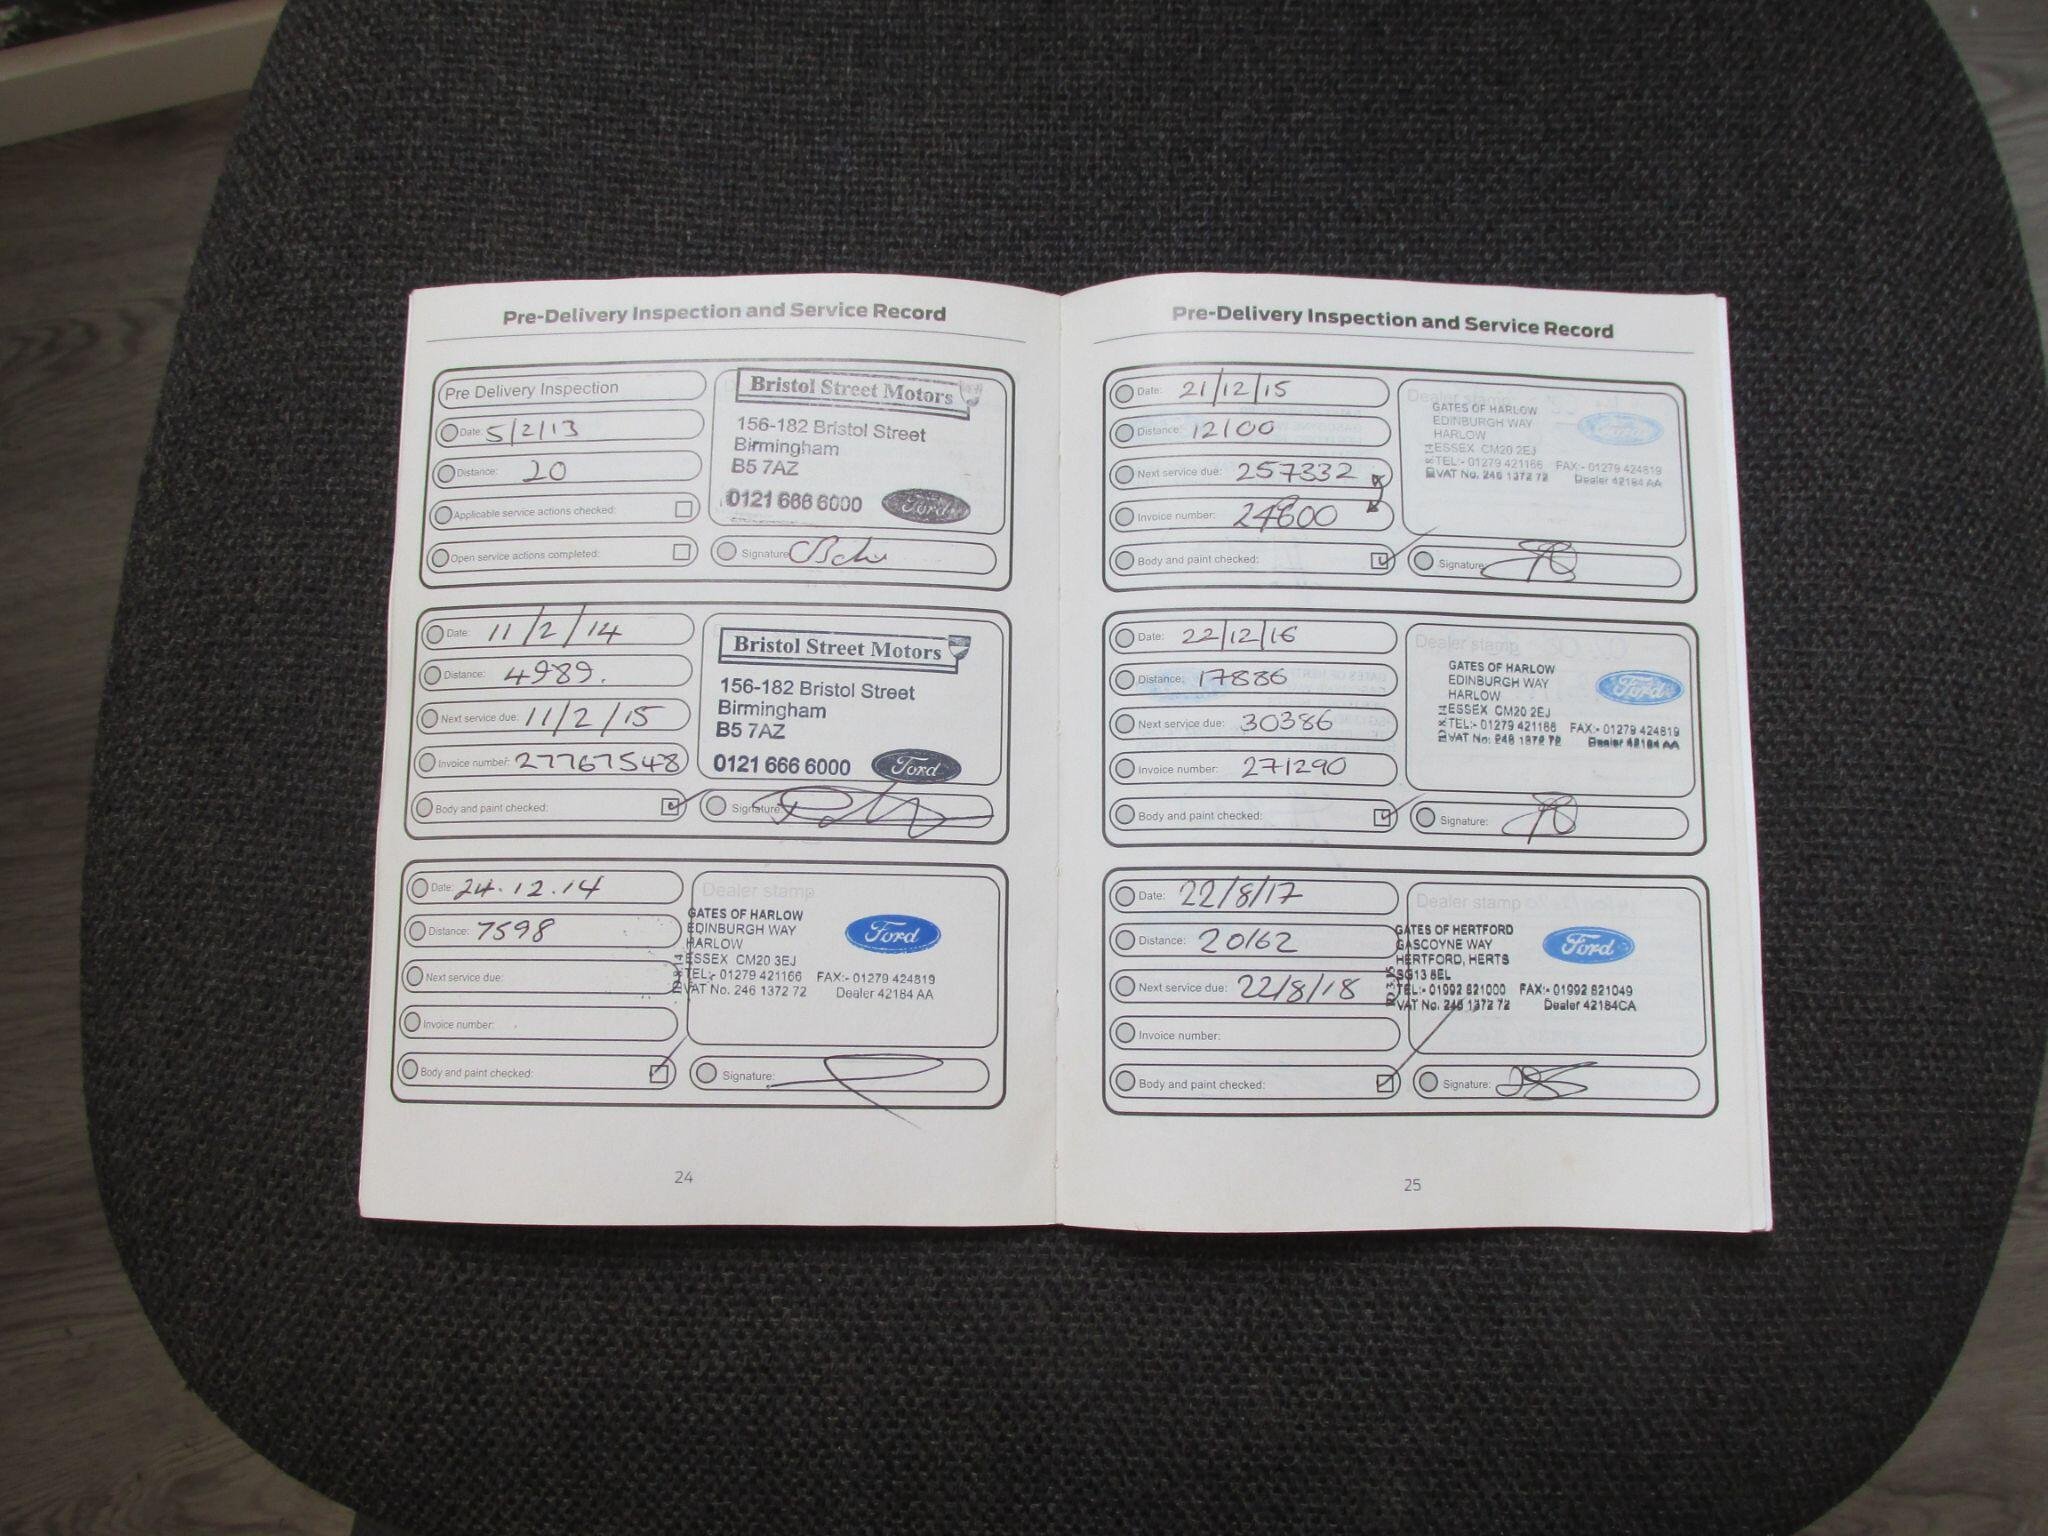 Pre-Delivery Inspection and Service Record
Pre Delivery Inspection
Date: 5/2/13
Distance: 20
Applicable service actions checked:
Open service actions completed:
Bristol Street Motors
156-182 Bristol Street
Birmingham
B5 7AZ
0121 666 6000
Ford
Signature
Date: 11/2/14
Distance: 4989.
Next service due: 11/2/15
Invoice number: 27767548
Body and paint checked:
Bristol Street Motors
156-182 Bristol Street
Birmingham
B5 7AZ
0121 666 6000
Ford
Signature:
Date: 24.12.14
Distance: 7598
Next service due:
Invoice number:
Body and paint checked:
Dealer stamp
GATES OF HARLOW
EDINBURGH WAY
HARLOW
ESSEX CM20 3EJ
TEL:- 01279 421166 FAX:- 01279 424819
VAT No. 246 1372 72 Dealer 42184 AA
Ford
Signature:
24
Pre-Delivery Inspection and Service Record
Date: 21/12/15
Distance: 12100
Next service due: 257332
Invoice number: 24600
Body and paint checked:
Dealer stamp:
GATES OF HARLOW
EDINBURGH WAY
HARLOW
ESSEX CM20 2EJ
TEL:- 01279 421166 FAX:- 01279 424819
VAT No. 246 1372 72 Dealer 42184 AA
Ford
Signature:
Date: 22/12/16
Distance: 17886
Next service due: 30386
Invoice number: 271290
Body and paint checked:
Dealer stamp
GATES OF HARLOW
EDINBURGH WAY
HARLOW
ESSEX CM20 2EJ
TEL:- 01279 421166 FAX:- 01279 424819
VAT No. 246 1372 72 Dealer 42184 AA
Ford
Signature:
Date: 22/8/17
Distance: 20162
Next service due: 22/8/18
Invoice number:
Body and paint checked:
Dealer stamp
GATES OF HERTFORD
GASCOYNE WAY
HERTFORD, HERTS
SG13 8EL
TEL:- 01992 821000 FAX:- 01992 821049
VAT No. 246 1372 72 Dealer 42184CA
Ford
Signature:
25